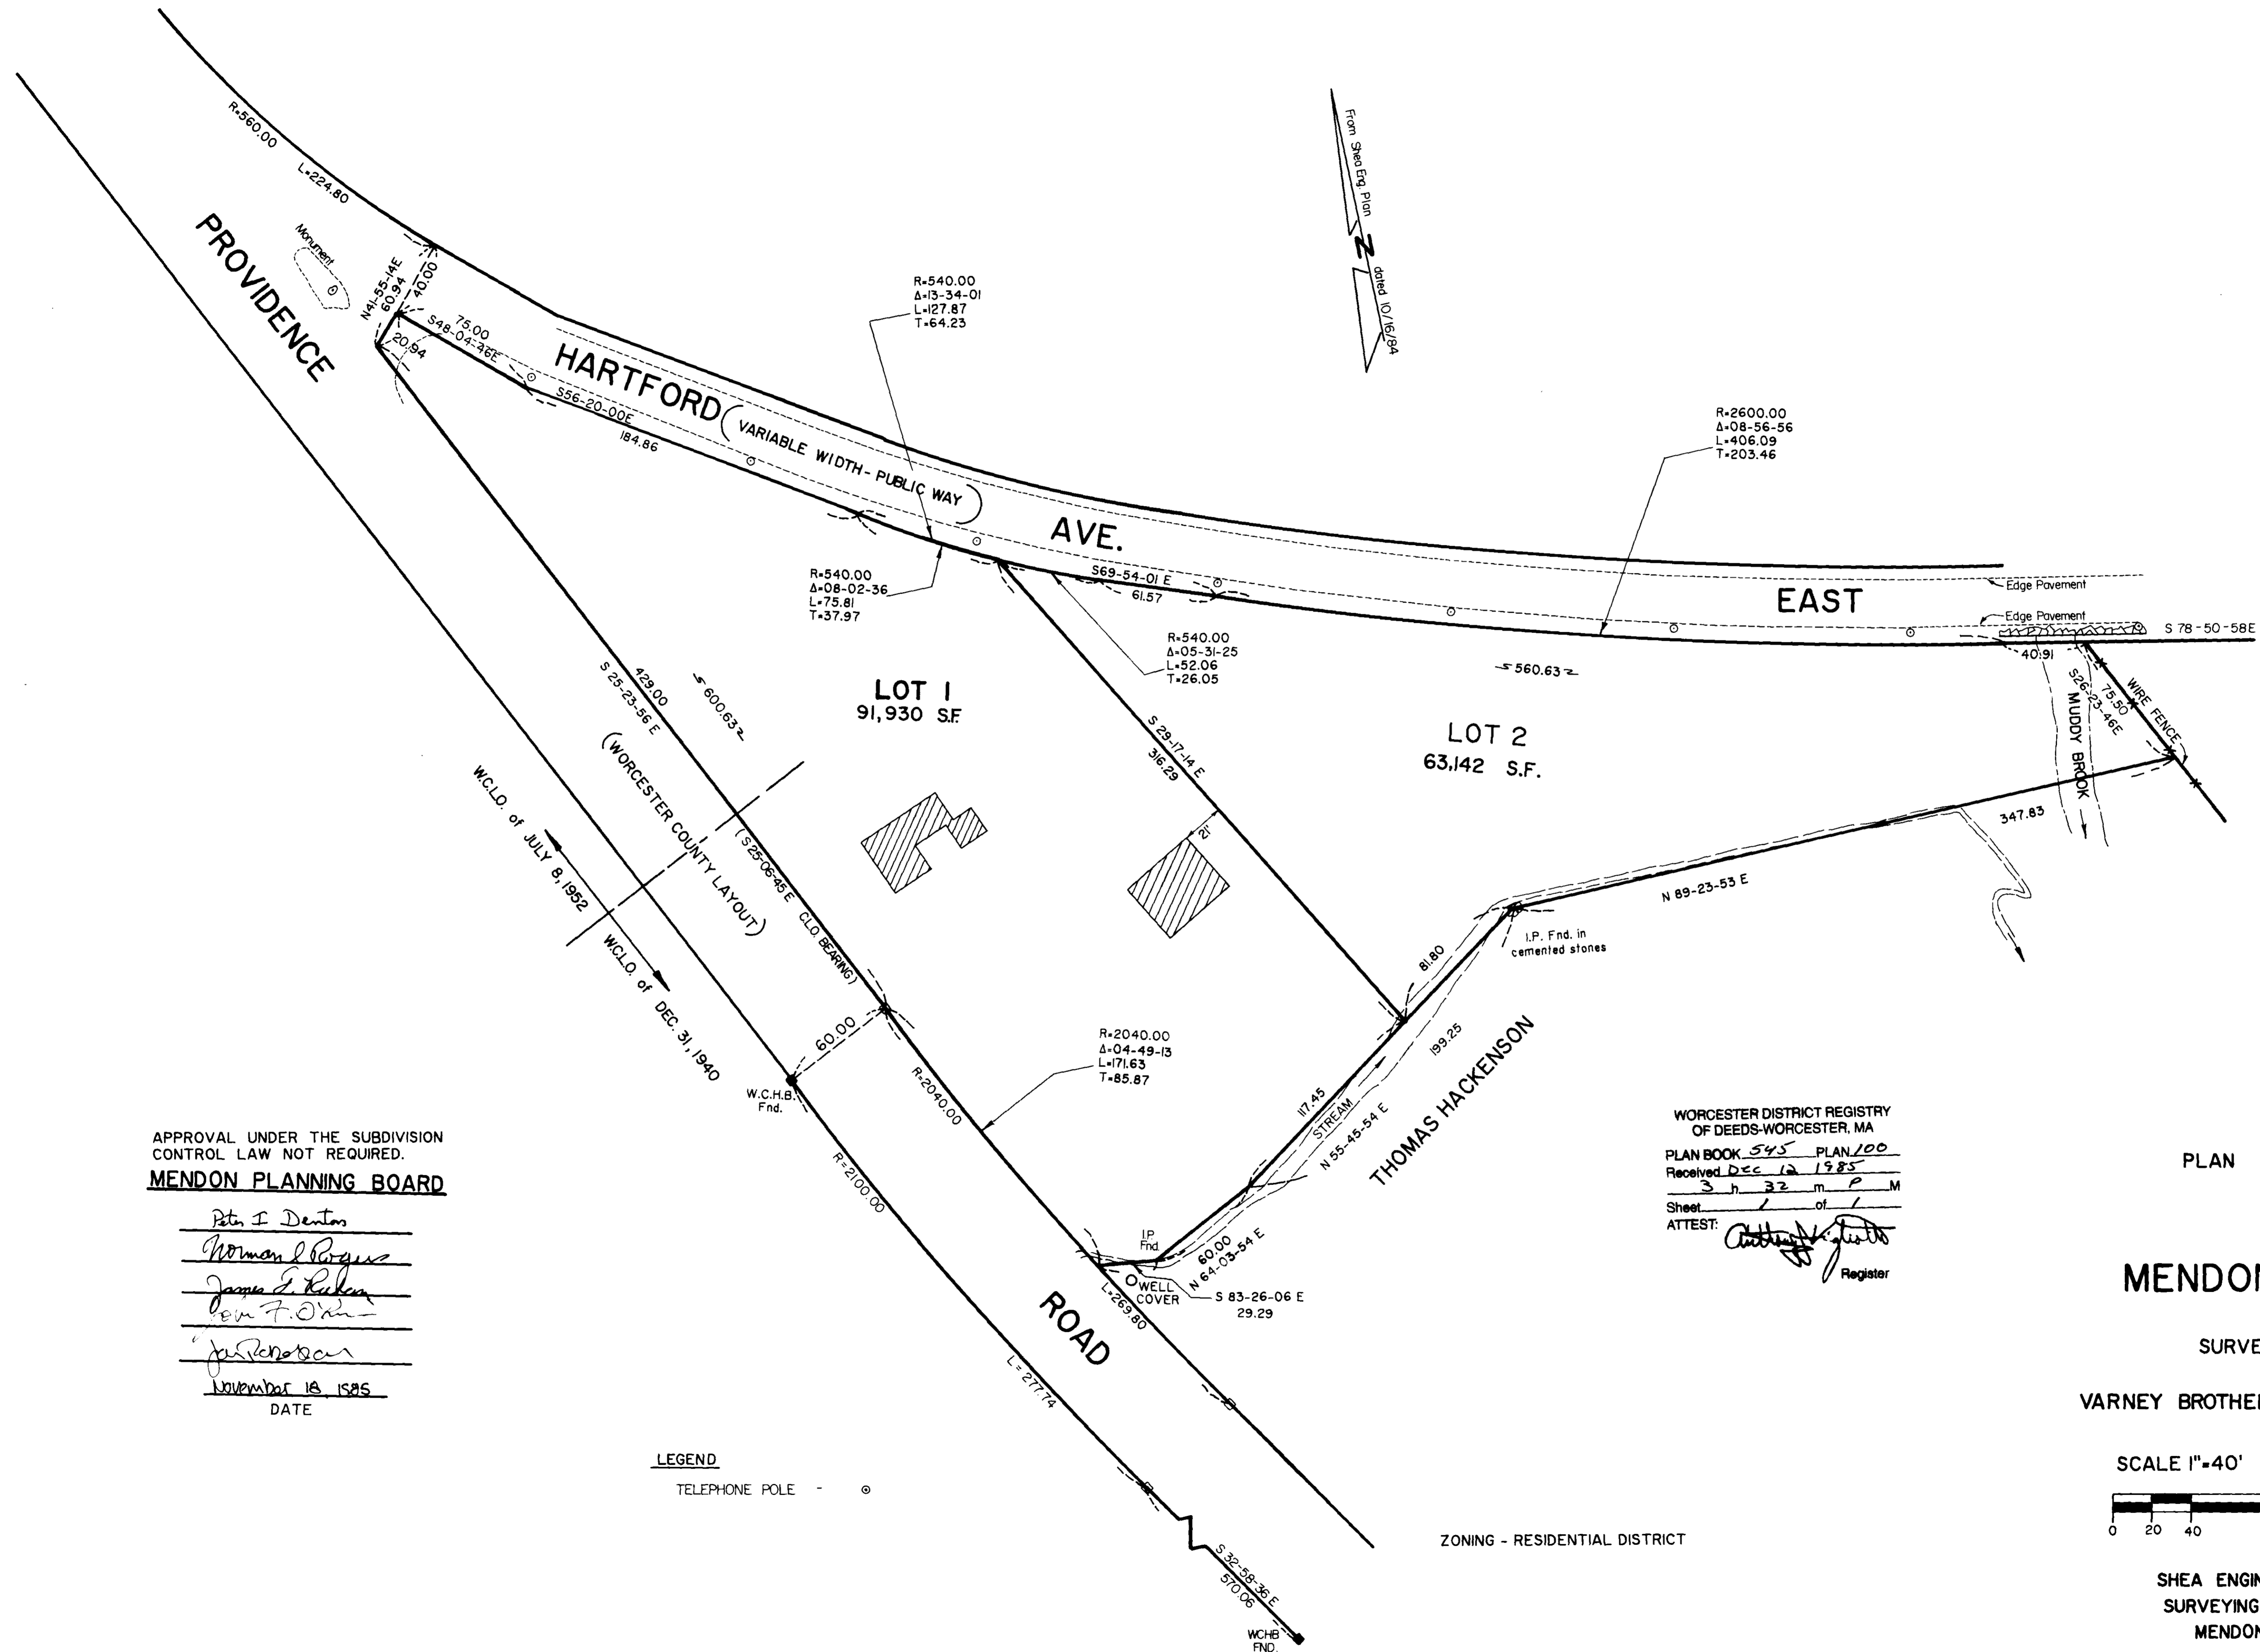 R=560.00
L=224.80
PROVIDENCE
Monument
N41-55-14E
60.94
40.00
20.94
75.00
S48-04-46E
HARTFORD
(VARIABLE WIDTH - PUBLIC WAY)
AVE.
EAST
S56-20-00E
184.86
R=540.00
Δ=13-34-01
L=127.87
T=64.23
From Shea Eng. Plan
N
dated 10/16/84
R=2600.00
Δ=08-56-56
L=406.09
T=203.46
R=540.00
Δ=08-02-36
L=75.81
T=37.97
S69-54-01 E
61.57
R=540.00
Δ=05-31-25
L=52.06
T=26.05
Edge Pavement
Edge Pavement
S 78-50-58E
40.91
S26-23-46E
75.50
WIRE FENCE
MUDDY BROOK
560.63
429.00
S 25-23-56 E
600.63
LOT 1
91,930 S.F.
S 29-17-14 E
316.29
LOT 2
63,142 S.F.
(WORCESTER COUNTY LAYOUT)
(S25-06-45 E C.L.O. BEARING)
W.C.L.O. of JULY 8, 1952
W.C.L.O. of DEC. 31, 1940
21'
347.83
N 89-23-53 E
I.P. Fnd. in
cemented stones
81.80
199.25
117.45
STREAM
N 55-45-54 E
THOMAS HACKENSON
60.00
W.C.H.B.
Fnd.
R=2040.00
R=2040.00
Δ=04-49-13
L=171.63
T=85.87
R=2100.00
I.P.
Fnd.
60.00
N 64-03-54 E
WELL
COVER
S 83-26-06 E
29.29
L=269.80
ROAD
L=277.74
S 32-58-36 E
570.06
WCHB
FND.
APPROVAL UNDER THE SUBDIVISION
CONTROL LAW NOT REQUIRED.
MENDON PLANNING BOARD
Peter I Denton
Norman S Rogers
James F.
November 18, 1985
DATE
LEGEND
TELEPHONE POLE - ⊙
ZONING - RESIDENTIAL DISTRICT
WORCESTER DISTRICT REGISTRY
OF DEEDS-WORCESTER, MA
PLAN BOOK 545 PLAN 100
Received Dec 12 1985
3 h 32 m P M
Sheet 1 of 1
ATTEST:
Register
PLAN
MENDON
SURVE
VARNEY BROTHE
SCALE 1"=40'
0 20 40
SHEA ENGIN
SURVEYING
MENDON